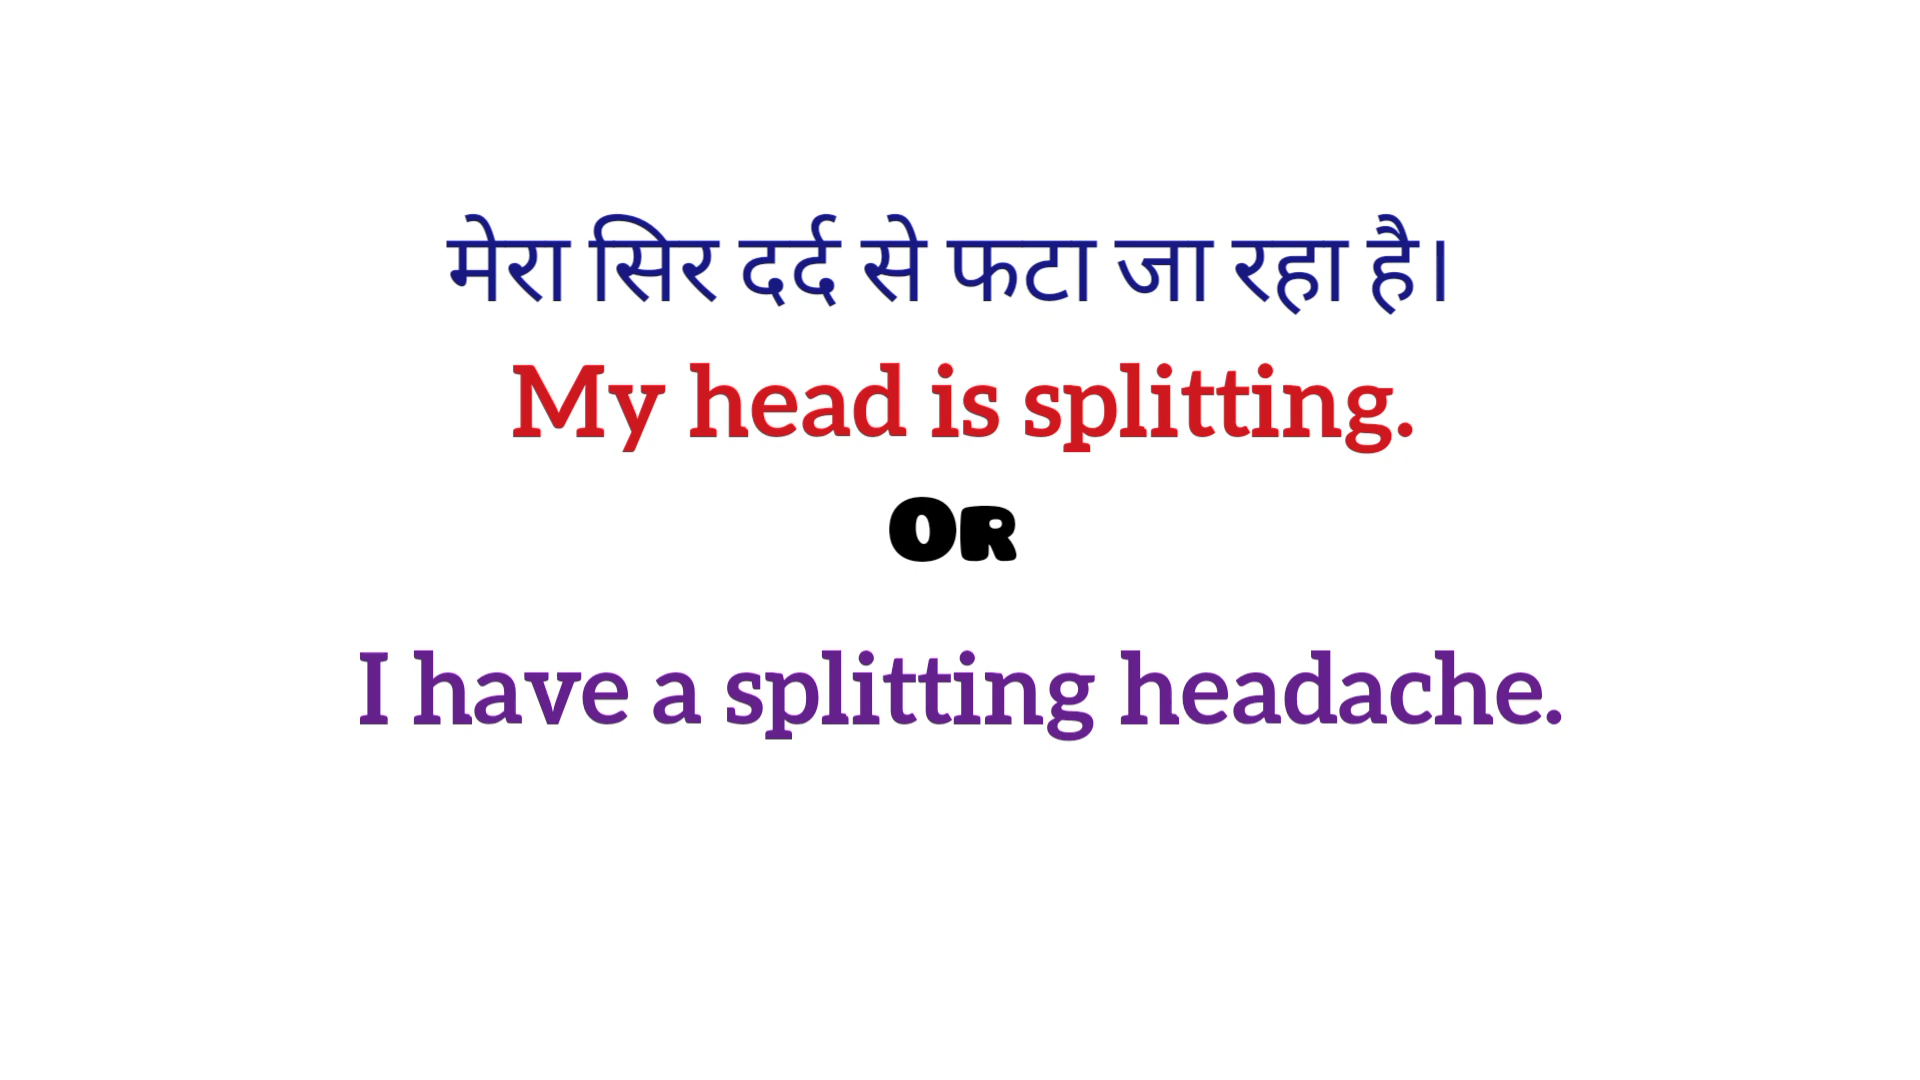 मेरा सिर दर्द से फटा जा रहा है।
My head is splitting.
Or
I have a splitting headache.